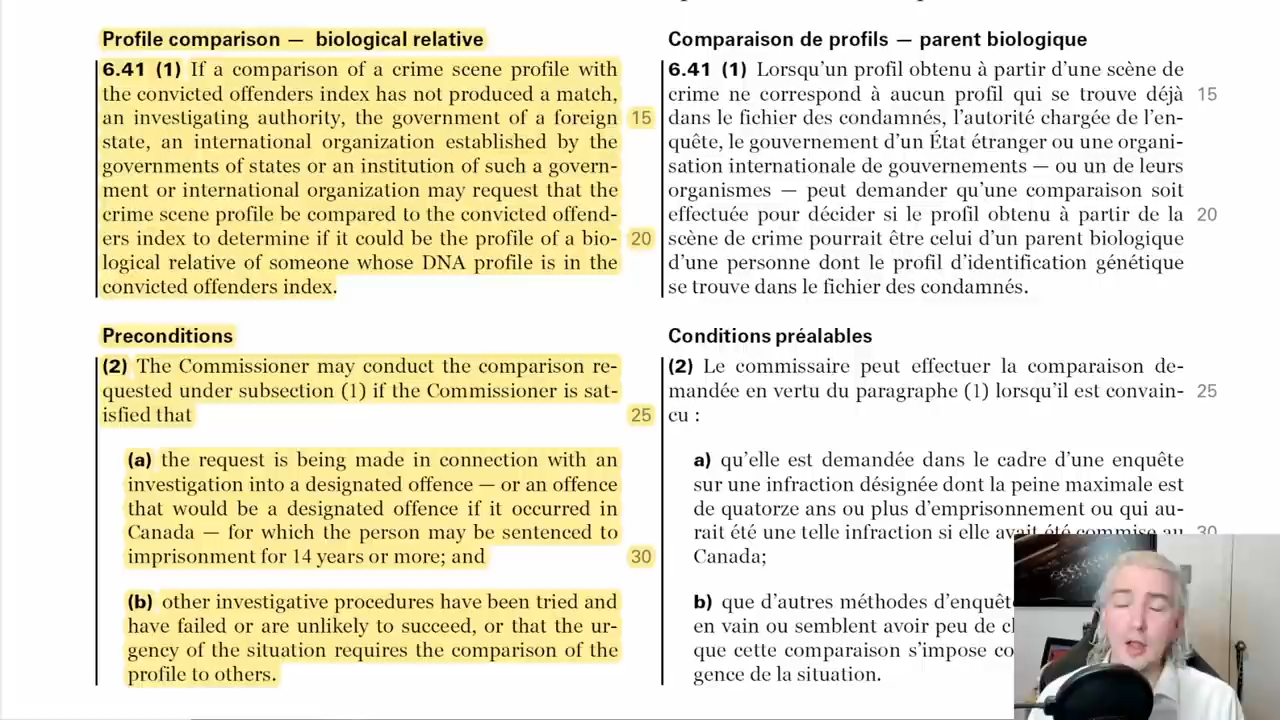 Profile comparison — biological relative
6.41 (1) If a comparison of a crime scene profile with
the convicted offenders index has not produced a match,
an investigating authority, the government of a foreign
15
state, an international organization established by the
governments of states or an institution of such a govern-
ment or international organization may request that the
crime scene profile be compared to the convicted offend-
ers index to determine if it could be the profile of a bio-
20
logical relative of someone whose DNA profile is in the
convicted offenders index.
Preconditions
(2) The Commissioner may conduct the comparison re-
quested under subsection (1) if the Commissioner is sat-
isfied that
25
(a) the request is being made in connection with an
investigation into a designated offence — or an offence
that would be a designated offence if it occurred in
Canada — for which the person may be sentenced to
imprisonment for 14 years or more; and
30
(b) other investigative procedures have been tried and
have failed or are unlikely to succeed, or that the ur-
gency of the situation requires the comparison of the
profile to others.
Comparaison de profils — parent biologique
6.41 (1) Lorsqu'un profil obtenu à partir d'une scène de
crime ne correspond à aucun profil qui se trouve déjà
15
dans le fichier des condamnés, l'autorité chargée de l'en-
quête, le gouvernement d'un État étranger ou une organi-
sation internationale de gouvernements — ou un de leurs
organismes — peut demander qu'une comparaison soit
effectuée pour décider si le profil obtenu à partir de la
20
scène de crime pourrait être celui d'un parent biologique
d'une personne dont le profil d'identification génétique
se trouve dans le fichier des condamnés.
Conditions préalables
(2) Le commissaire peut effectuer la comparaison de-
mandée en vertu du paragraphe (1) lorsqu'il est convain-
25
cu :
a) qu'elle est demandée dans le cadre d'une enquête
sur une infraction désignée dont la peine maximale est
de quatorze ans ou plus d'emprisonnement ou qui au-
rait été une telle infraction si elle avait été commise au
30
Canada;
b) que d'autres méthodes d'enquêt
en vain ou semblent avoir peu de
que cette comparaison s'impose
gence de la situation.